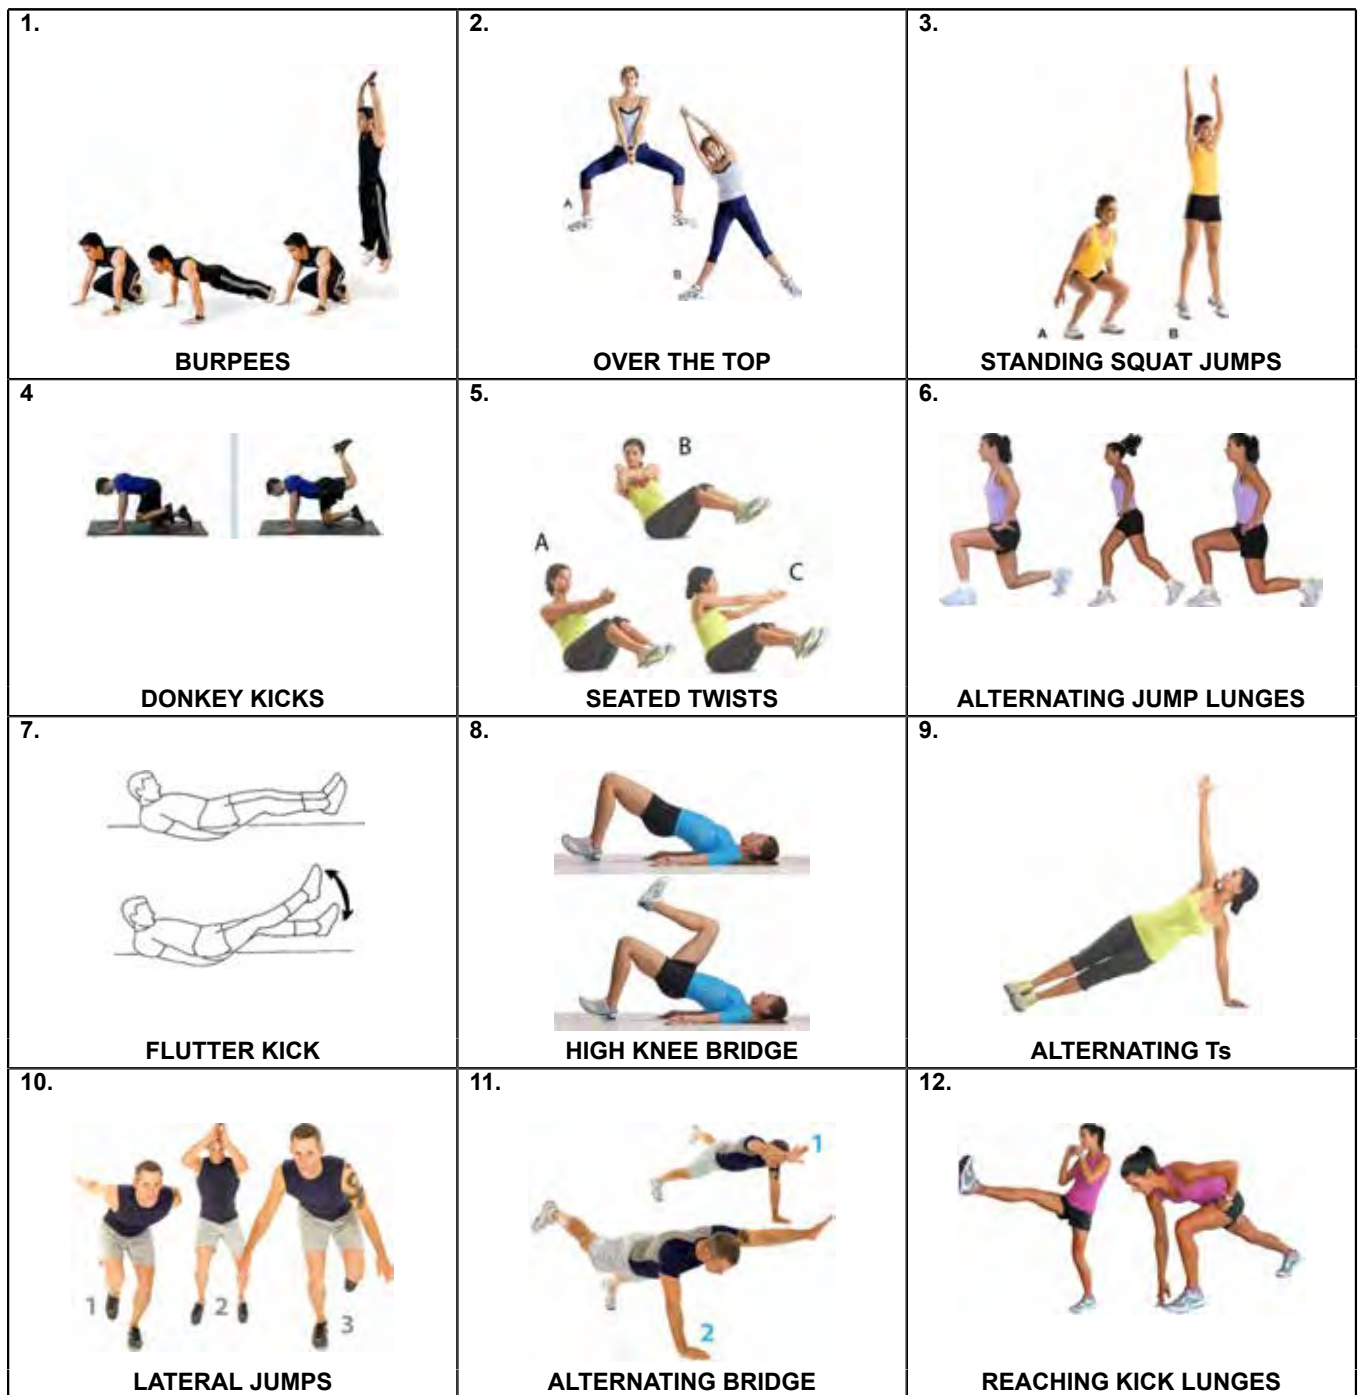 1.
BURPEES
2.
A
B
OVER THE TOP
3.
A B
STANDING SQUAT JUMPS
4
DONKEY KICKS
5.
B
A
C
SEATED TWISTS
6.
ALTERNATING JUMP LUNGES
7.
FLUTTER KICK
8.
HIGH KNEE BRIDGE
9.
ALTERNATING Ts
10.
1 2 3
LATERAL JUMPS
11.
1
2
ALTERNATING BRIDGE
12.
REACHING KICK LUNGES